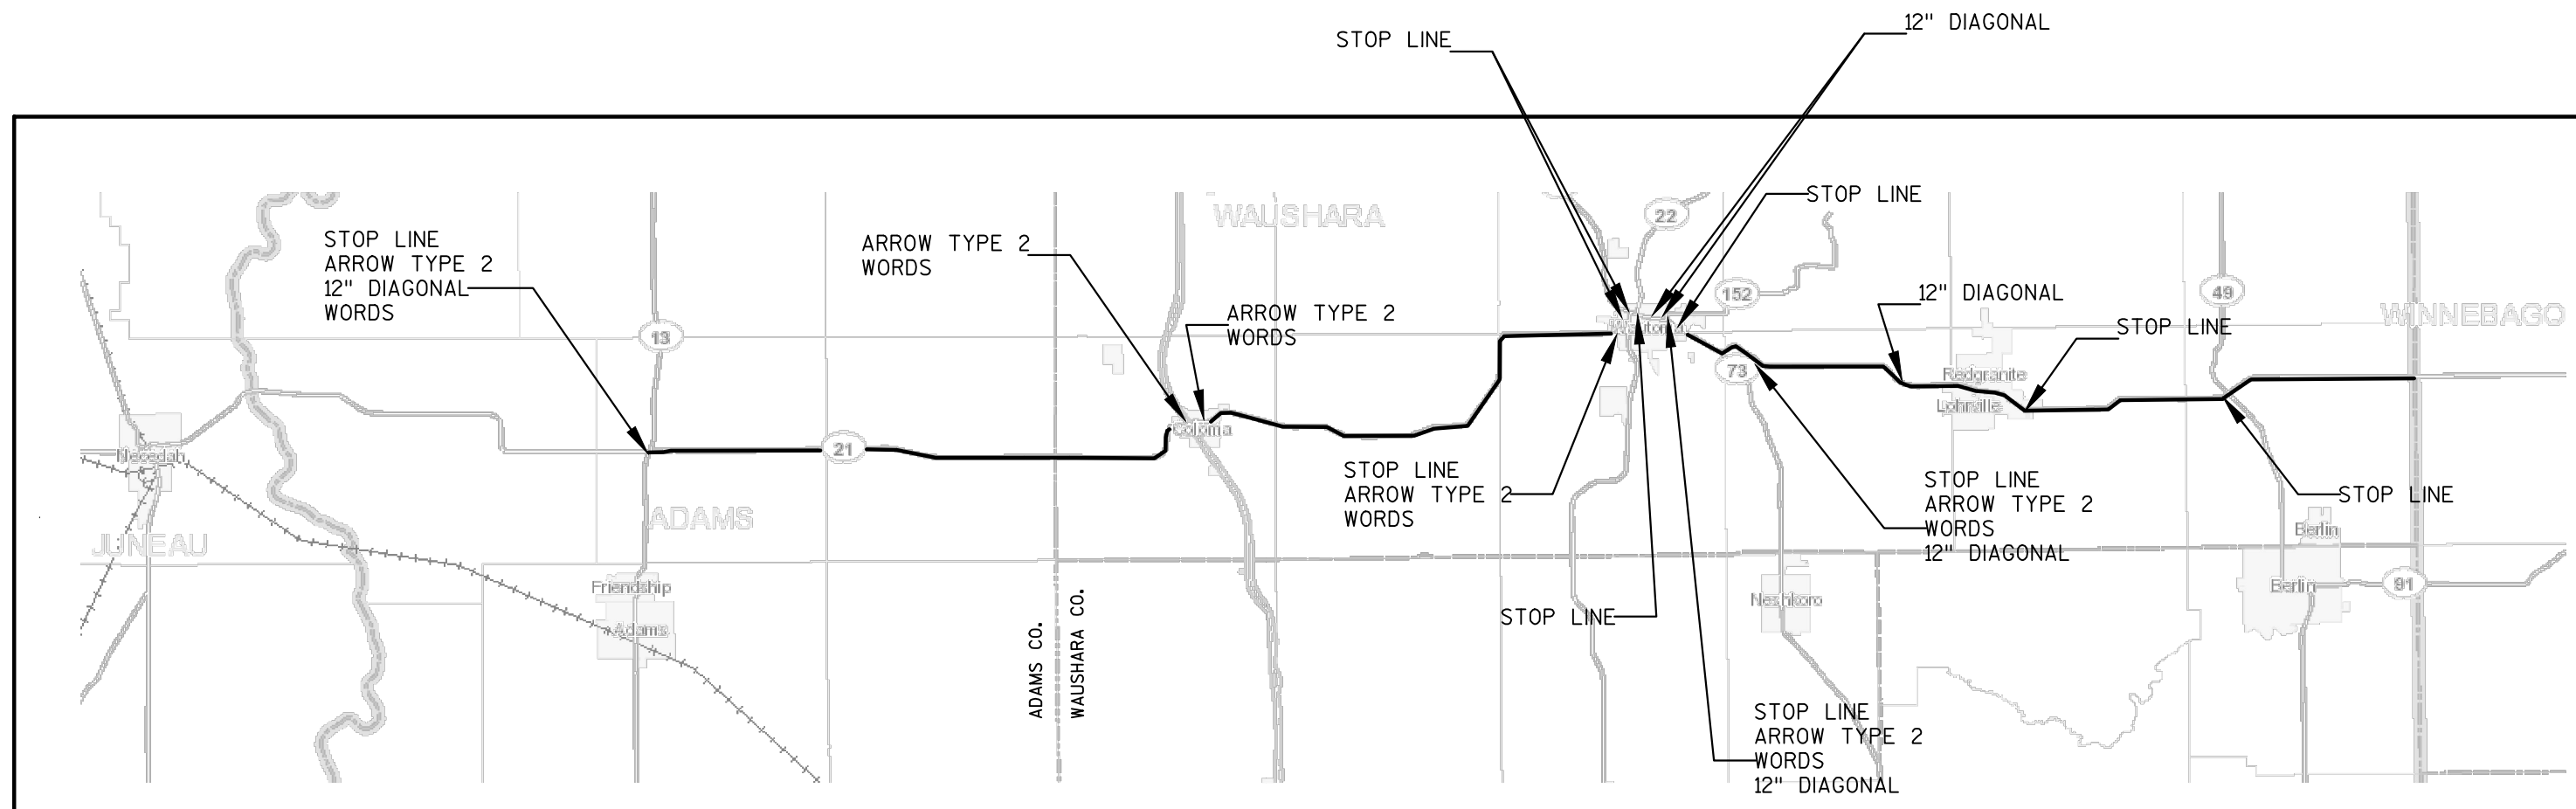 12" DIAGONAL
STOP LINE
STOP LINE
22
WAUSHARA
STOP LINE
ARROW TYPE 2
12" DIAGONAL
WORDS
ARROW TYPE 2
WORDS
152
12" DIAGONAL
49
WINNEBAGO
ARROW TYPE 2
WORDS
STOP LINE
13
Redgranite
73
Lohrville
Coloma
21
Necedah
STOP LINE
ARROW TYPE 2
WORDS
STOP LINE
ARROW TYPE 2
WORDS
12" DIAGONAL
STOP LINE
ADAMS
JUNEAU
Berlin
Friendship
Berlin
91
Neshkoro
STOP LINE
Adams
ADAMS CO.
WAUSHARA CO.
STOP LINE
ARROW TYPE 2
WORDS
12" DIAGONAL